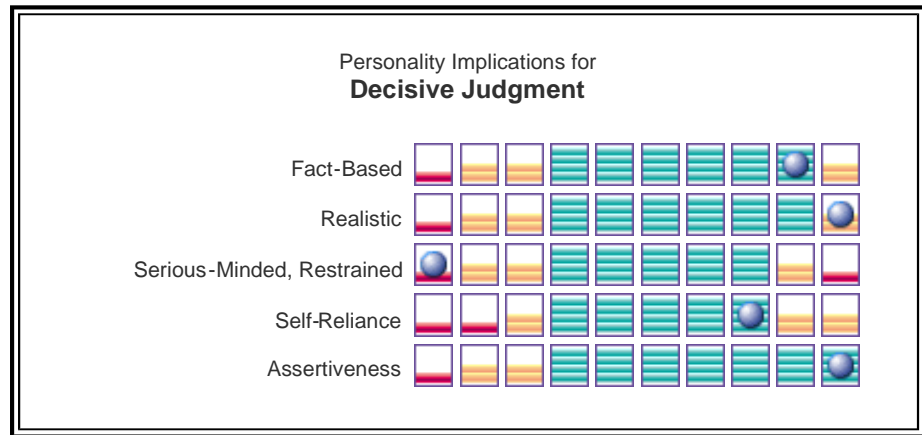 Personality Implications for
Decisive Judgment
Fact-Based
Realistic
Serious-Minded, Restrained
Self-Reliance
Assertiveness